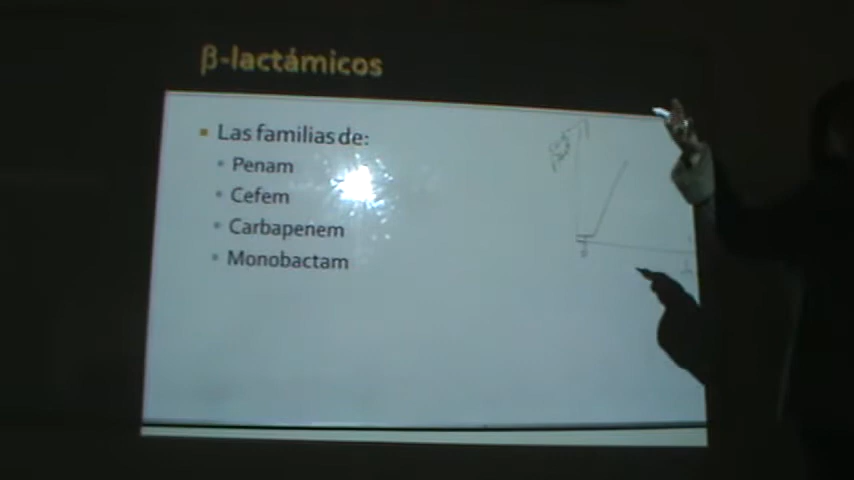 β-lactámicos
Las familias de:
Penam
Cefem
Carbapenem
Monobactam